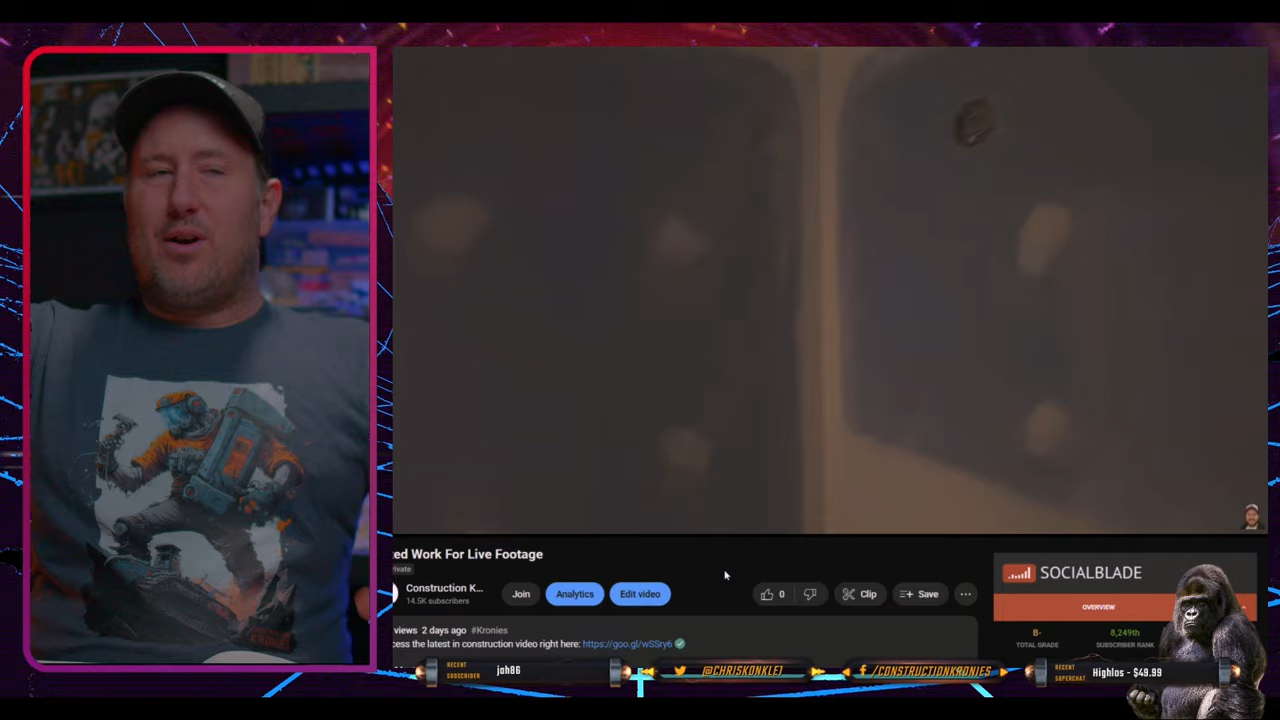 ed Work For Live Footage
ivate
Construction K...
14.5K subscribers
Join
Analytics
Edit video
0
Clip
Save
views 2 days ago #Kronies
cess the latest in construction video right here: https://goo.gl/wSSry6
SOCIALBLADE
OVERVIEW
B-
TOTAL GRADE
8,249th
SUBSCRIBER RANK
RECENT
SUBSCRIBER
joh86
@CHRISKONKLE1
/CONSTRUCTIONKRONIES
RECENT
SUPERCHAT
Highlos - $49.99